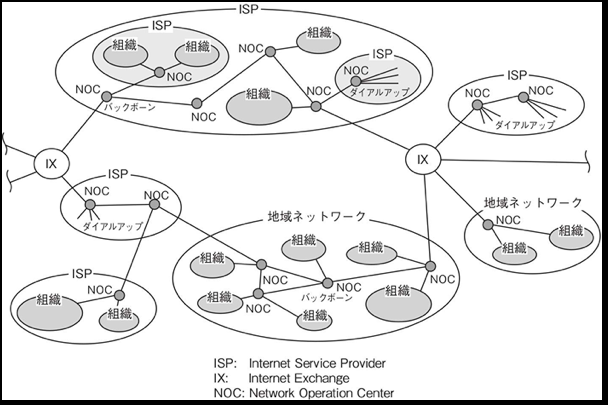 ISP
ISP
組織
組織
NOC
NOC
バックボーン
NOC
NOC
組織
ISP
NOC
ダイアルアップ
組織
NOC
ISP
NOC
NOC
ダイアルアップ
IX
IX
ISP
NOC
NOC
ダイアルアップ
地域ネットワーク
NOC
組織
組織
地域ネットワーク
組織
組織
組織
NOC
組織
NOC
NOC
バックボーン
組織
組織
NOC
ISP
NOC
組織
組織
ISP: Internet Service Provider
IX: Internet Exchange
NOC: Network Operation Center